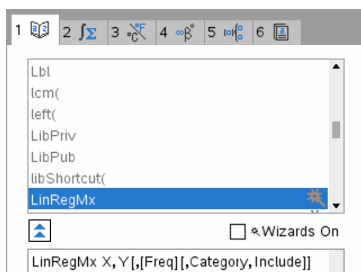 1 2 ∫Σ 3 °C°F 4 ∞β° 5 6
Lbl
lcm(
left(
LibPriv
LibPub
libShortcut(
LinRegMx
Wizards On
LinRegMx X,Y[,[Freq][,Category,Include]]